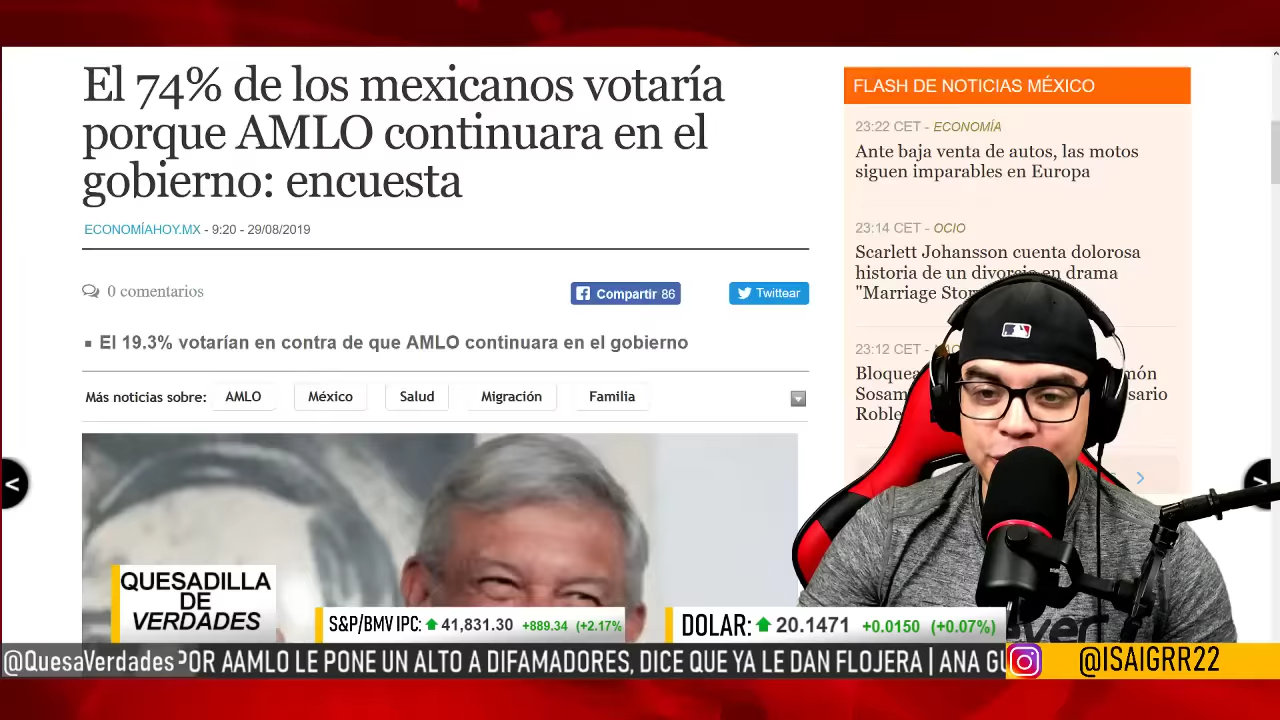 El 74% de los mexicanos votaría
porque AMLO continuara en el
gobierno: encuesta
ECONOMÍAHOY.MX - 9:20 - 29/08/2019
0 comentarios
Compartir 86
Twittear
El 19.3% votarían en contra de que AMLO continuara en el gobierno
Más noticias sobre: AMLO México Salud Migración Familia
FLASH DE NOTICIAS MÉXICO
23:22 CET - ECONOMÍA
Ante baja venta de autos, las motos
siguen imparables en Europa
23:14 CET - OCIO
Scarlett Johansson cuenta dolorosa
historia de un divorcio en drama
"Marriage Stor
23:12 CET -
Bloquea món
Sosam sario
Roble
<
>
QUESADILLA
DE
VERDADES
S&P/BMV IPC: 41,831.30 +889.34 (+2.17%)
DOLAR: 20.1471 +0.0150 (+0.07%)
ever
@QuesaVerdades POR AAMLO LE PONE UN ALTO A DIFAMADORES, DICE QUE YA LE DAN FLOJERA | ANA GU
@ISAIGRR22